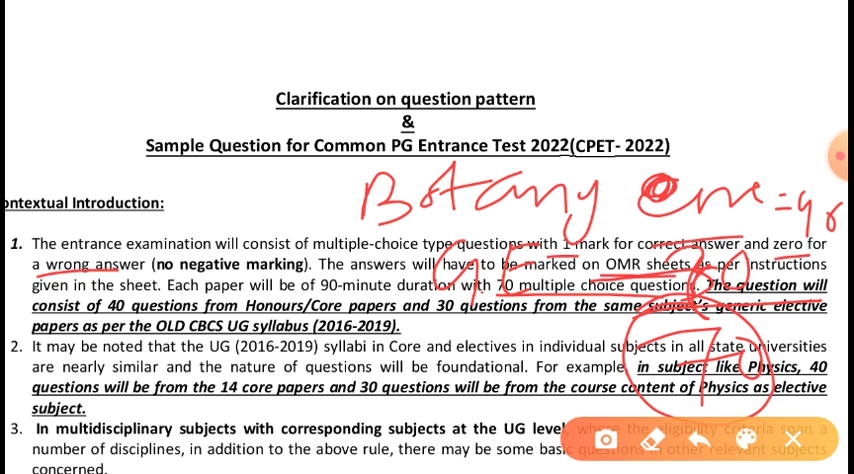 Clarification on question pattern
&
Sample Question for Common PG Entrance Test 2022(CPET- 2022)
Botany Core = 40
ontextual Introduction:
1. The entrance examination will consist of multiple-choice type questions with 1 mark for correct answer and zero for
a wrong answer (no negative marking). The answers will have to be marked on OMR sheets as per instructions
given in the sheet. Each paper will be of 90-minute duration with 70 multiple choice questions. The question will
consist of 40 questions from Honours/Core papers and 30 questions from the same subject's generic elective
papers as per the OLD CBCS UG syllabus (2016-2019).
GE = 30
70
2. It may be noted that the UG (2016-2019) syllabi in Core and electives in individual subjects in all state universities
are nearly similar and the nature of questions will be foundational. For example, in subject like Physics, 40
questions will be from the 14 core papers and 30 questions will be from the course content of Physics as elective
subject.
3. In multidisciplinary subjects with corresponding subjects at the UG level, where the eligibility criteria span a
number of disciplines, in addition to the above rule, there may be some basic questions in other relevant subjects
concerned.